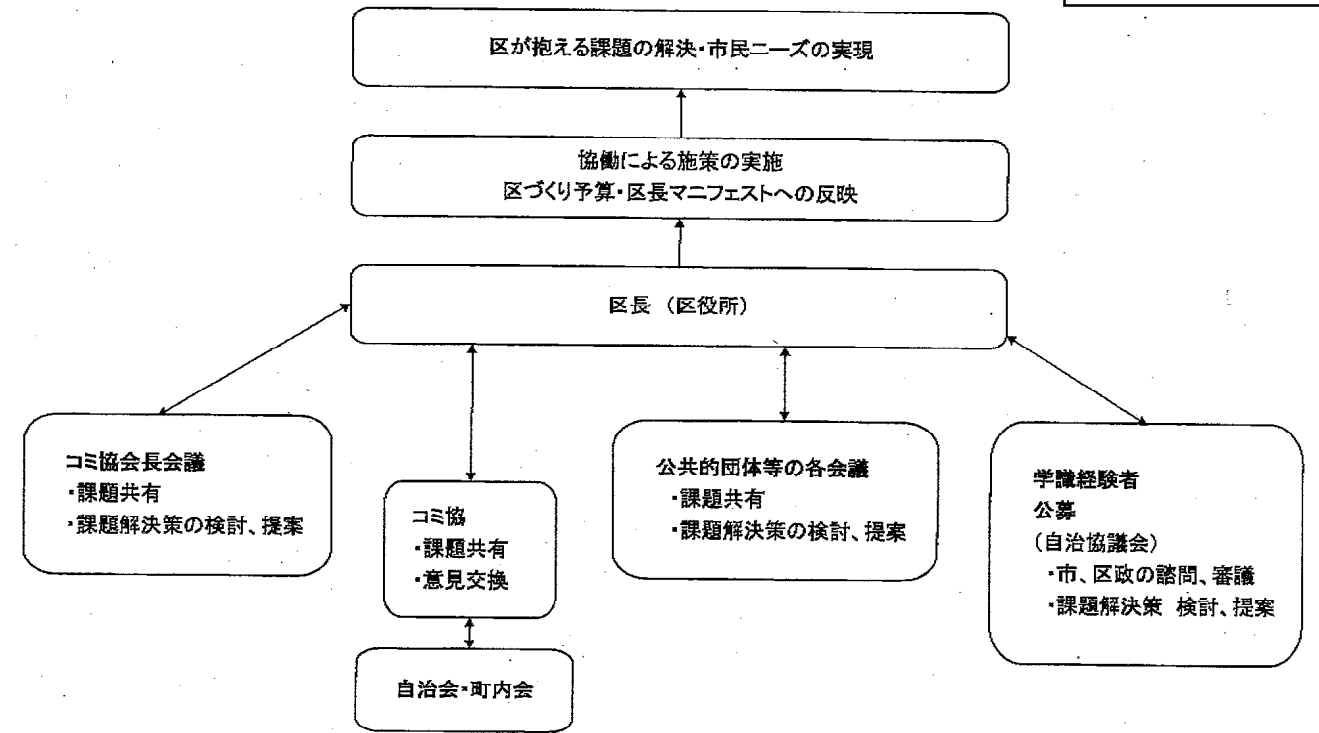 区が抱える課題の解決・市民ニーズの実現
協働による施策の実施
区づくり予算・区長マニフェストへの反映
区長 （区役所）
コミ協会長会議
・課題共有
・課題解決策の検討、提案
コミ協
・課題共有
・意見交換
自治会・町内会
公共的団体等の各会議
・課題共有
・課題解決策の検討、提案
学識経験者
公募
（自治協議会）
・市、区政の諮問、審議
・課題解決策 検討、提案